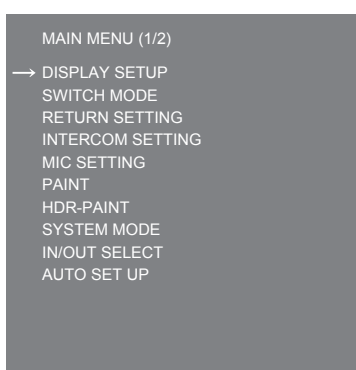 MAIN MENU (1/2)
→ DISPLAY SETUP
SWITCH MODE
RETURN SETTING
INTERCOM SETTING
MIC SETTING
PAINT
HDR-PAINT
SYSTEM MODE
IN/OUT SELECT
AUTO SET UP